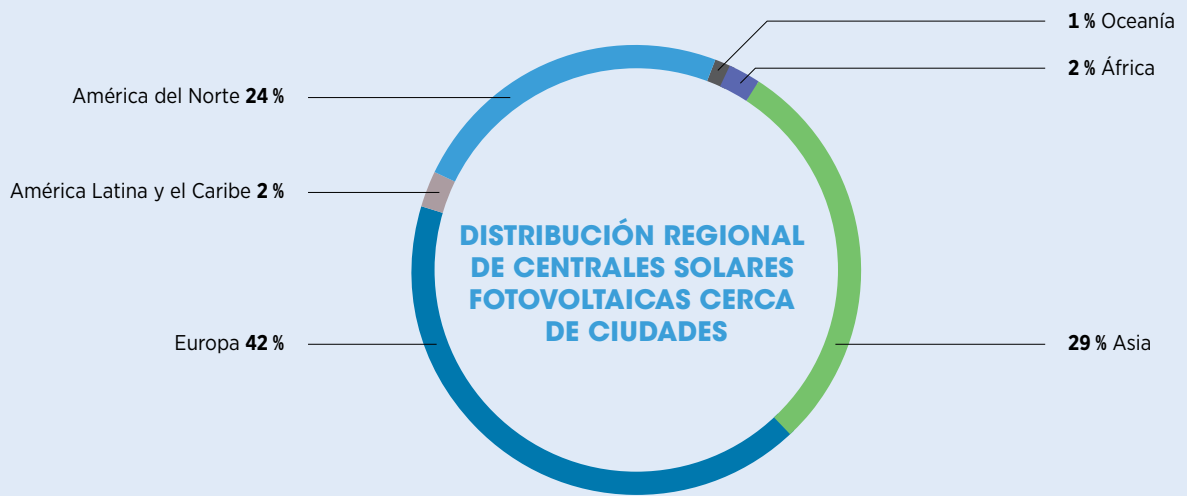 1 % Oceanía
2 % África
América del Norte 24 %
América Latina y el Caribe 2 %
DISTRIBUCIÓN REGIONAL
DE CENTRALES SOLARES
FOTOVOLTAICAS CERCA
DE CIUDADES
Europa 42 %
29 % Asia